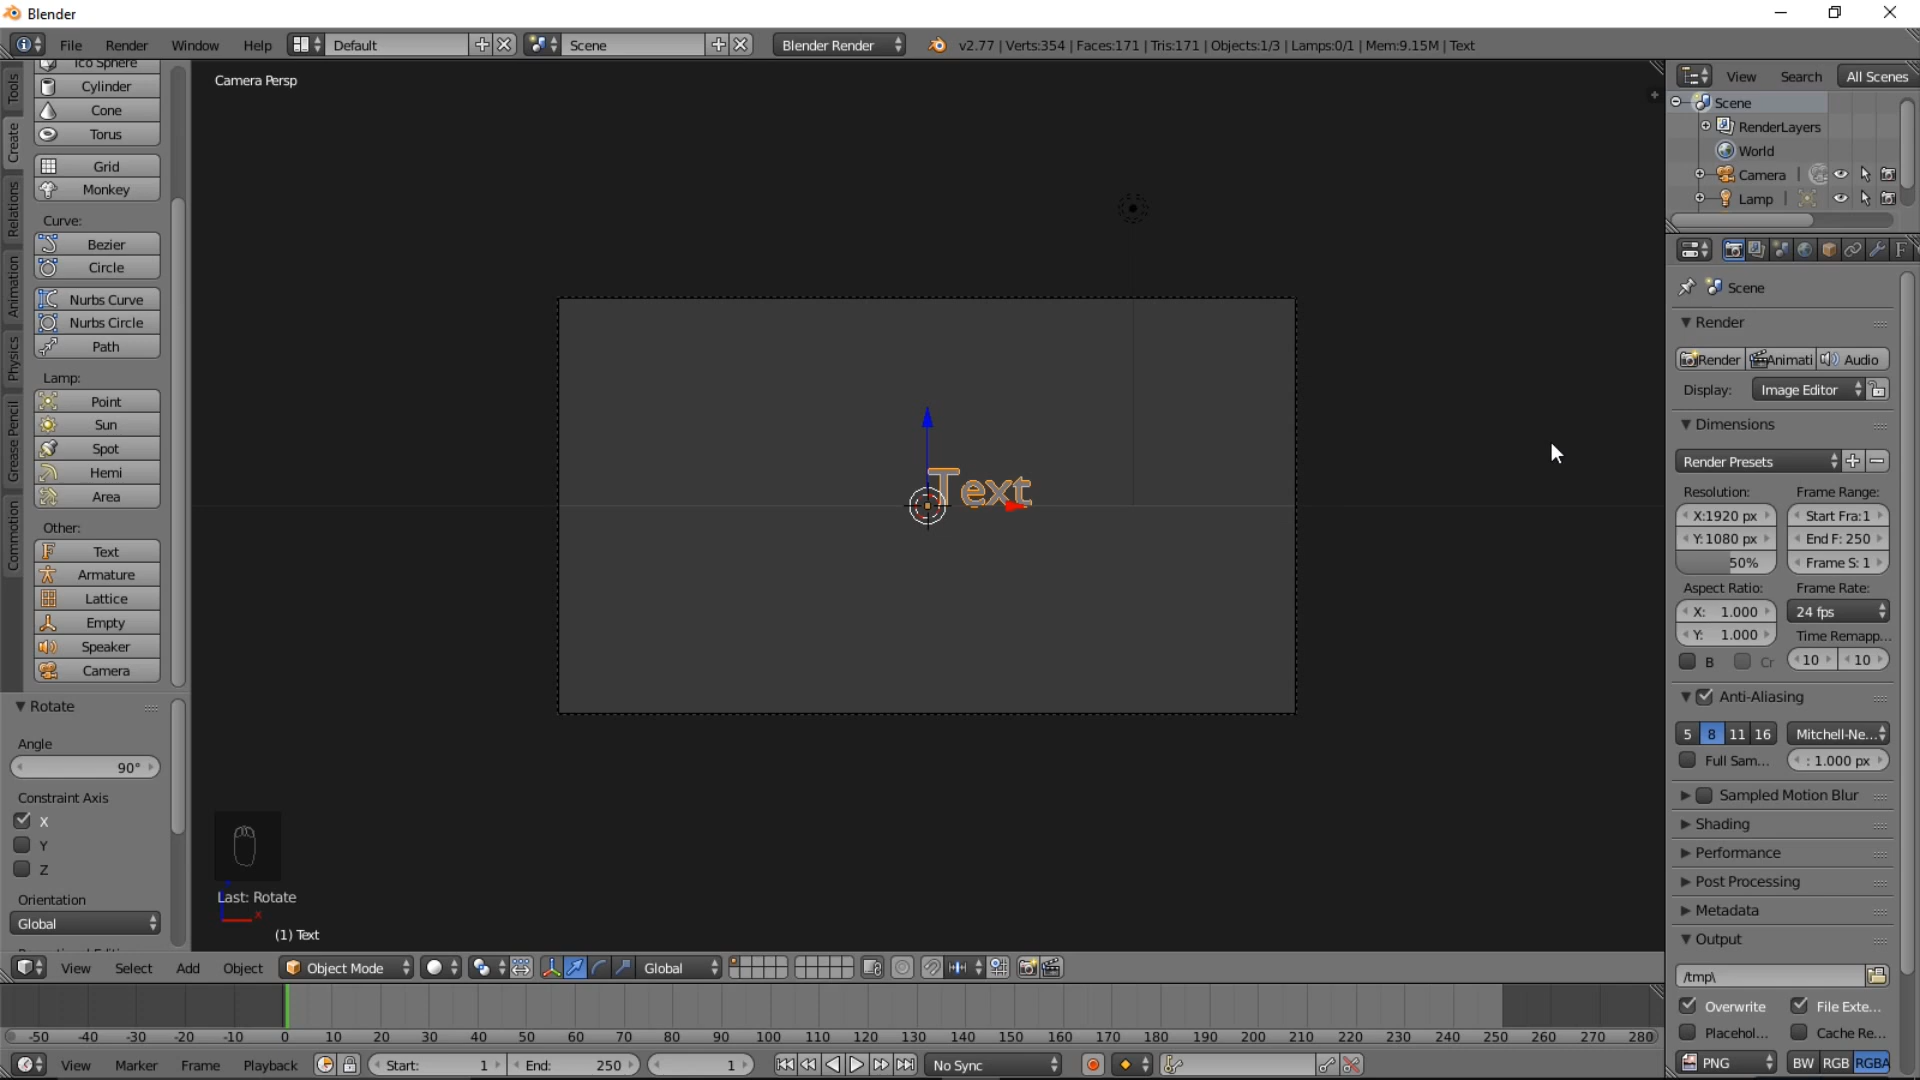 Blender
File Render Window Help Default Scene Blender Render v2.77 | Verts:354 | Faces:171 | Tris:171 | Objects:1/3 | Lamps:0/1 | Mem:9.15M | Text
Tools
Create
Relations
Animation
Physics
Grease Pencil
Commotion
Ico Sphere
Cylinder
Cone
Torus
Grid
Monkey
Curve:
Bezier
Circle
Nurbs Curve
Nurbs Circle
Path
Lamp:
Point
Sun
Spot
Hemi
Area
Other:
Text
Armature
Lattice
Empty
Speaker
Camera
Rotate
Angle
90°
Constraint Axis
X
Y
Z
Orientation
Global
Camera Persp
Text
Last: Rotate
x
(1) Text
View Search All Scenes
Scene
RenderLayers
World
Camera
Lamp
Scene
Render
Render Animati Audio
Display: Image Editor
Dimensions
Render Presets
Resolution: Frame Range:
X:1920 px Start Fra:1
Y:1080 px End F: 250
50% Frame S: 1
Aspect Ratio: Frame Rate:
X: 1.000 24 fps
Y: 1.000 Time Remapp...
B Cr 10 10
Anti-Aliasing
5 8 11 16 Mitchell-Ne...
Full Sam... : 1.000 px
Sampled Motion Blur
Shading
Performance
Post Processing
Metadata
Output
/tmp\
Overwrite File Exte...
Placehol... Cache Re...
PNG BW RGB RGBA
View Select Add Object Object Mode Global
-50 -40 -30 -20 -10 0 10 20 30 40 50 60 70 80 90 100 110 120 130 140 150 160 170 180 190 200 210 220 230 240 250 260 270 280
View Marker Frame Playback Start: 1 End: 250 1 No Sync